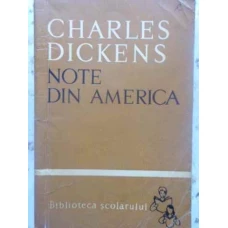 CHARLES
DICKENS
NOTE
DIN AMERICA
Biblioteca școlarului